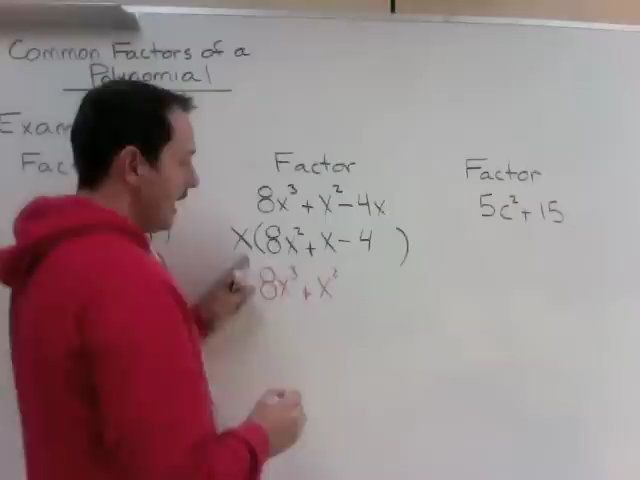 Common Factors of a
Polynomial
Factor
8x³ + x² - 4x
x(8x² + x - 4 )
8x³ + x²
Factor
5c² + 15